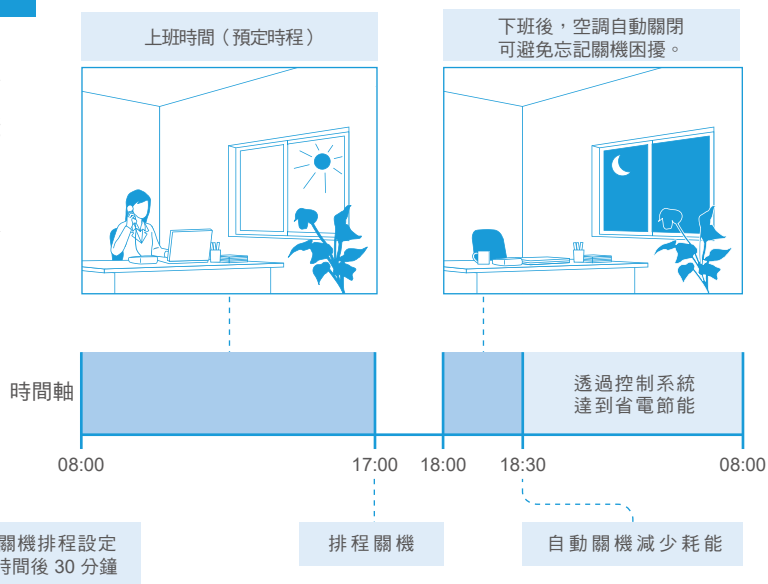 上班時間（預定時程）
下班後，空調自動關閉
可避免忘記關機困擾。
時間軸
透過控制系統
達到省電節能
08:00
17:00
18:00
18:30
08:00
關機排程設定
時間後 30 分鐘
排程關機
自動關機減少耗能